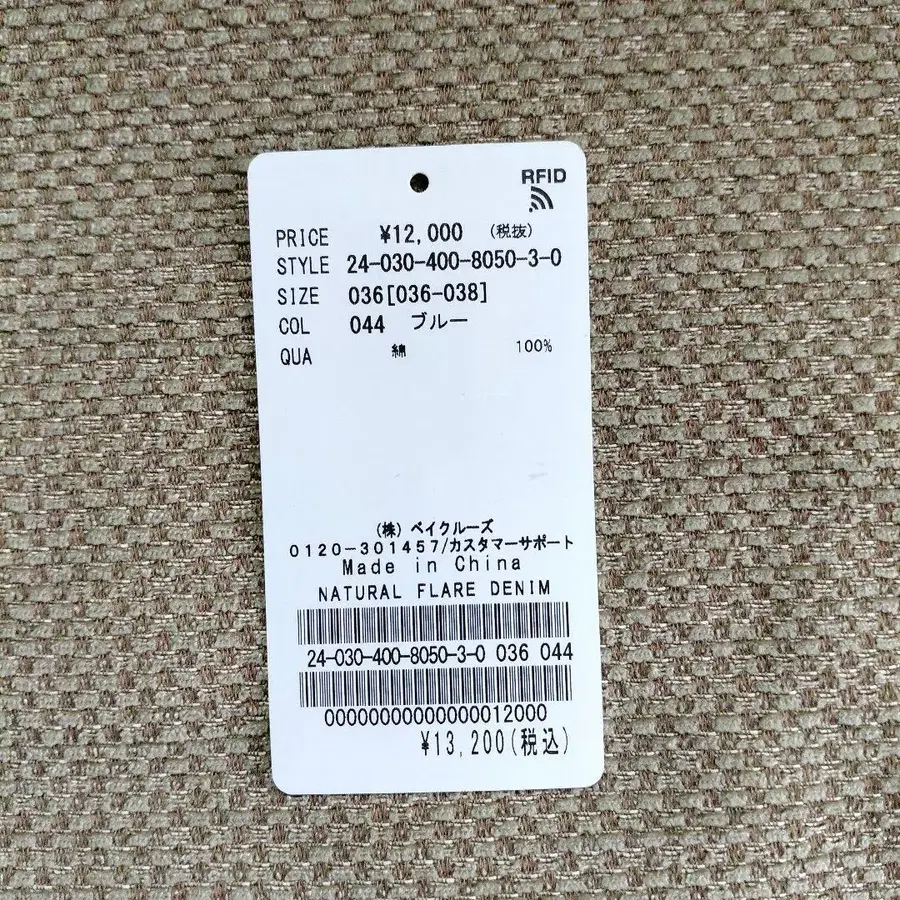 RFID
PRICE ¥12,000 (税抜)
STYLE 24-030-400-8050-3-0
SIZE 036[036-038]
COL 044 ブルー
QUA 綿 100%
(株) ベイクルーズ
0120-301457/カスタマーサポート
Made in China
NATURAL FLARE DENIM
24-030-400-8050-3-0 036 044
00000000000000012000
¥13,200(税込)